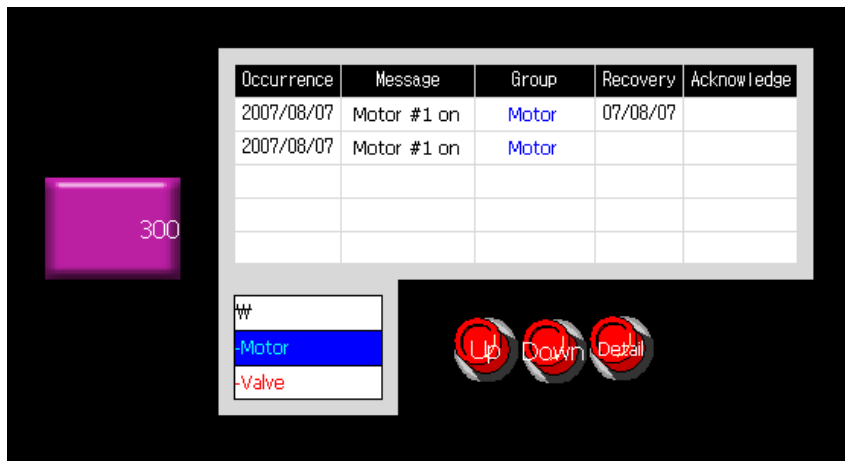 Occurrence Message Group Recovery Acknowledge
2007/08/07 Motor #1 on Motor 07/08/07
2007/08/07 Motor #1 on Motor
300
₩
-Motor
-Valve
Up Down Detail